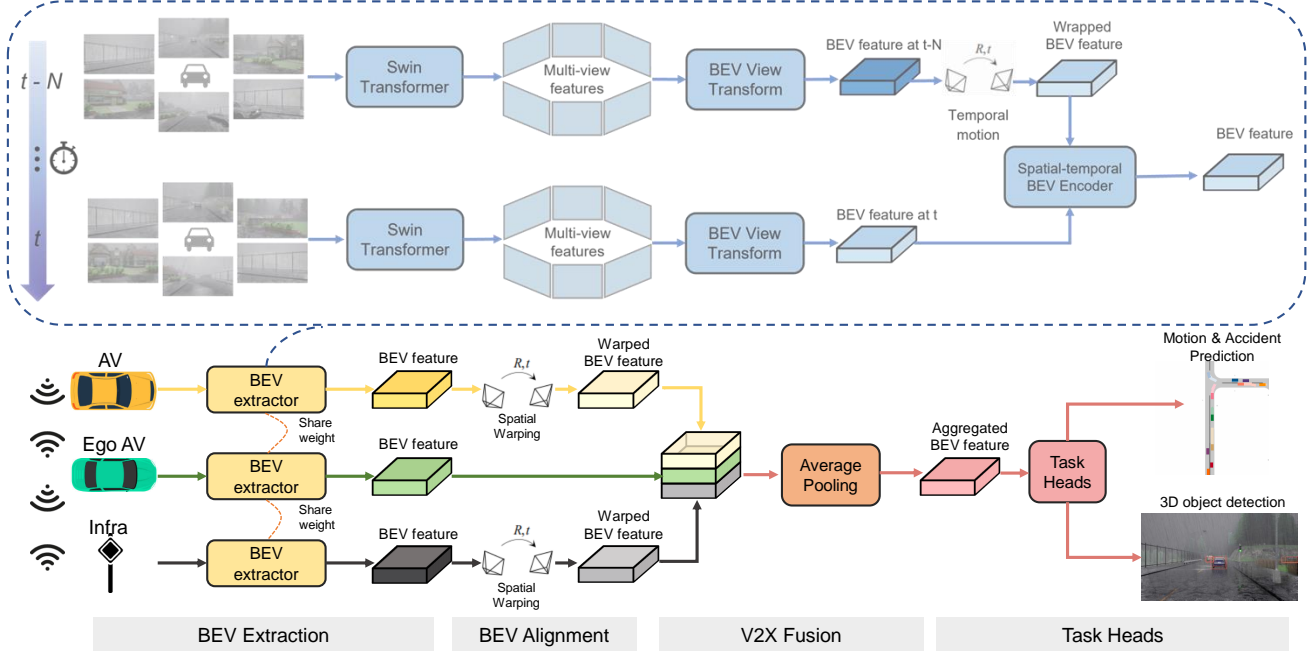 t - N
Swin
Transformer
Multi-view
features
BEV View
Transform
BEV feature at t-N
R,t
Temporal
motion
Wrapped
BEV feature
Spatial-temporal
BEV Encoder
BEV feature
t
Swin
Transformer
Multi-view
features
BEV View
Transform
BEV feature at t
AV
BEV
extractor
BEV feature
R,t
Spatial
Warping
Warped
BEV feature
Share
weight
Ego AV
BEV
extractor
BEV feature
Share
weight
Infra
BEV
extractor
BEV feature
R,t
Spatial
Warping
Warped
BEV feature
Average
Pooling
Aggregated
BEV feature
Task
Heads
Motion & Accident
Prediction
3D object detection
BEV Extraction
BEV Alignment
V2X Fusion
Task Heads